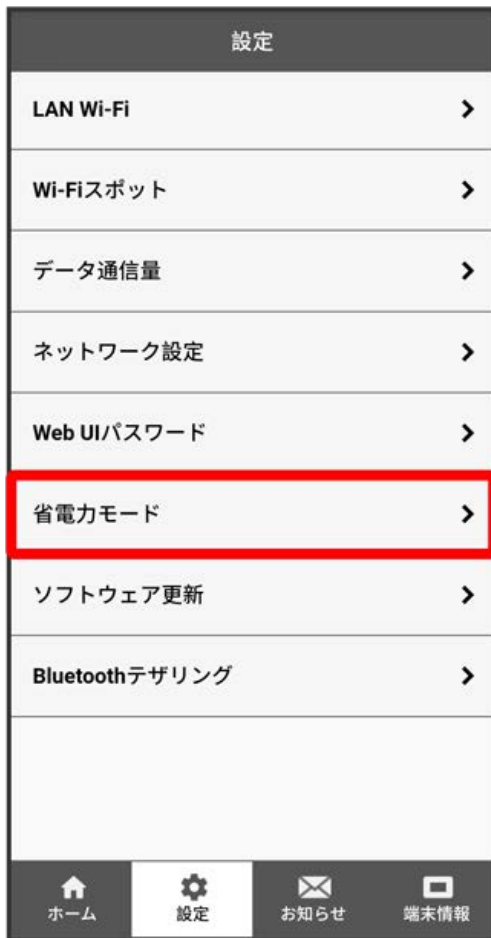 設定
LAN Wi-Fi
Wi-Fiスポット
データ通信量
ネットワーク設定
Web UIパスワード
省電力モード
ソフトウェア更新
Bluetoothテザリング
ホーム
設定
お知らせ
端末情報